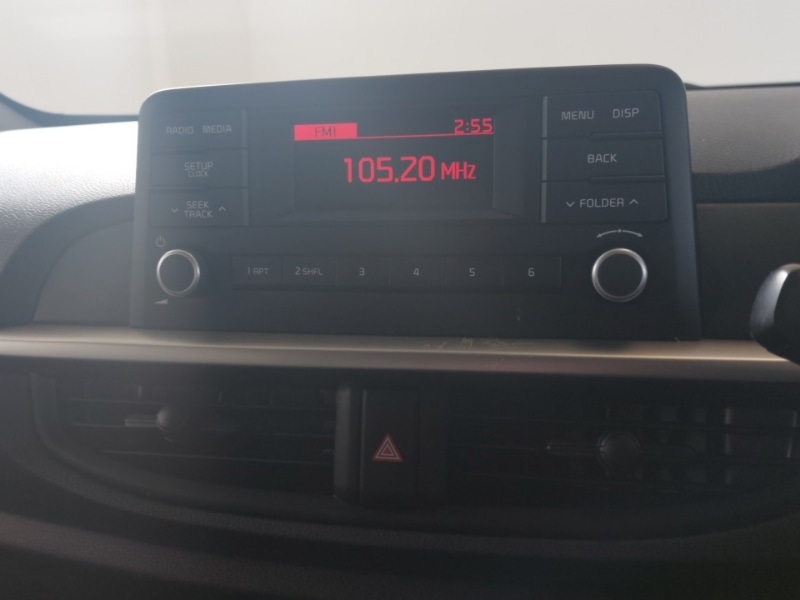 RADIO MEDIA
FM1 2:55
MENU DISP
SETUP
CLOCK
105.20 MHz
BACK
SEEK
TRACK
FOLDER
1 RPT 2 SHFL 3 4 5 6